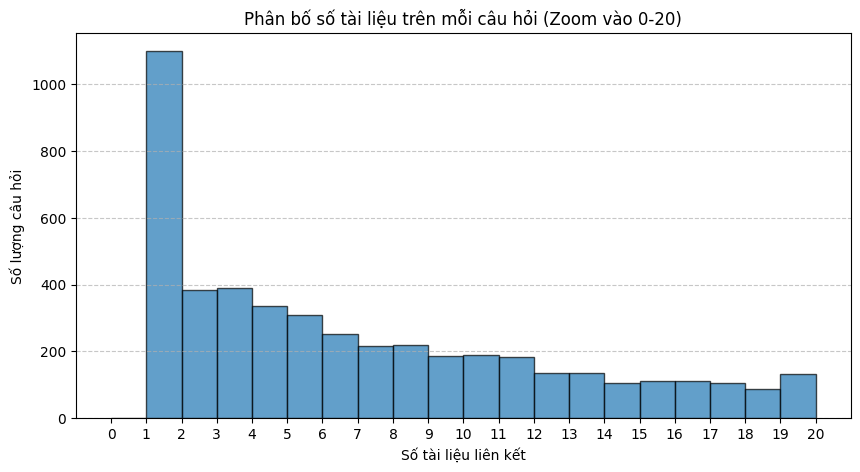 Phân bố số tài liệu trên mỗi câu hỏi (Zoom vào 0-20)
Số lượng câu hỏi
1000
800
600
400
200
0
0 1 2 3 4 5 6 7 8 9 10 11 12 13 14 15 16 17 18 19 20
Số tài liệu liên kết